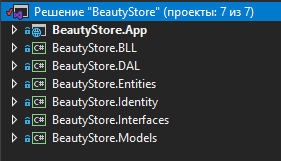 Решение "BeautyStore" (проекты: 7 из 7)
BeautyStore.App
C# BeautyStore.BLL
C# BeautyStore.DAL
C# BeautyStore.Entities
C# BeautyStore.Identity
C# BeautyStore.Interfaces
C# BeautyStore.Models